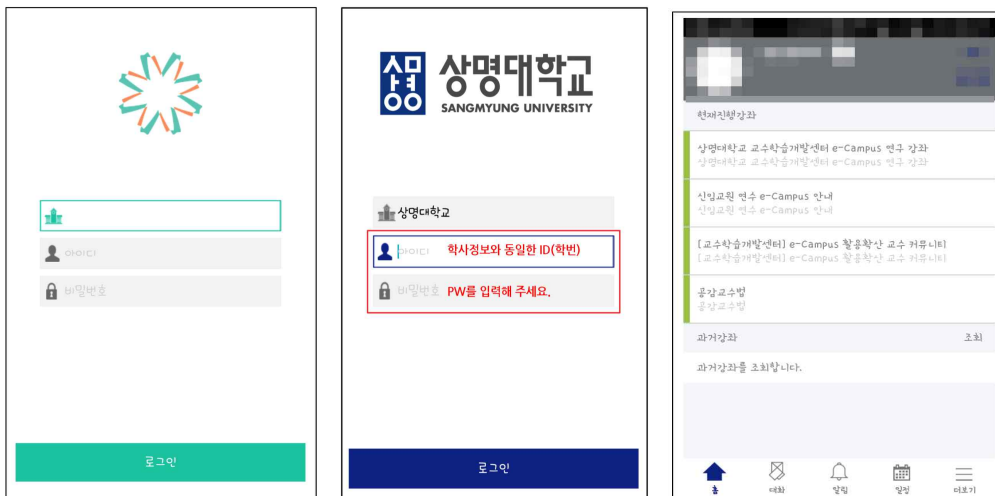 아이디
비밀번호
로그인
상명
상명대학교
SANGMYUNG UNIVERSITY
상명대학교
아이디 학사정보와 동일한 ID(학번)
비밀번호 PW를 입력해 주세요.
로그인
현재진행강좌
상명대학교 교수학습개발센터 e-Campus 연구 강좌
상명대학교 교수학습개발센터 e-Campus 연구 강좌
신임교원 연수 e-Campus 안내
신임교원 연수 e-Campus 안내
[교수학습개발센터] e-Campus 활용확산 교수 커뮤니티
[교수학습개발센터] e-Campus 활용확산 교수 커뮤니티
공감교수법
공감교수법
과거강좌 조회
과거강좌를 조회합니다.
홈 대화 알림 일정 더보기